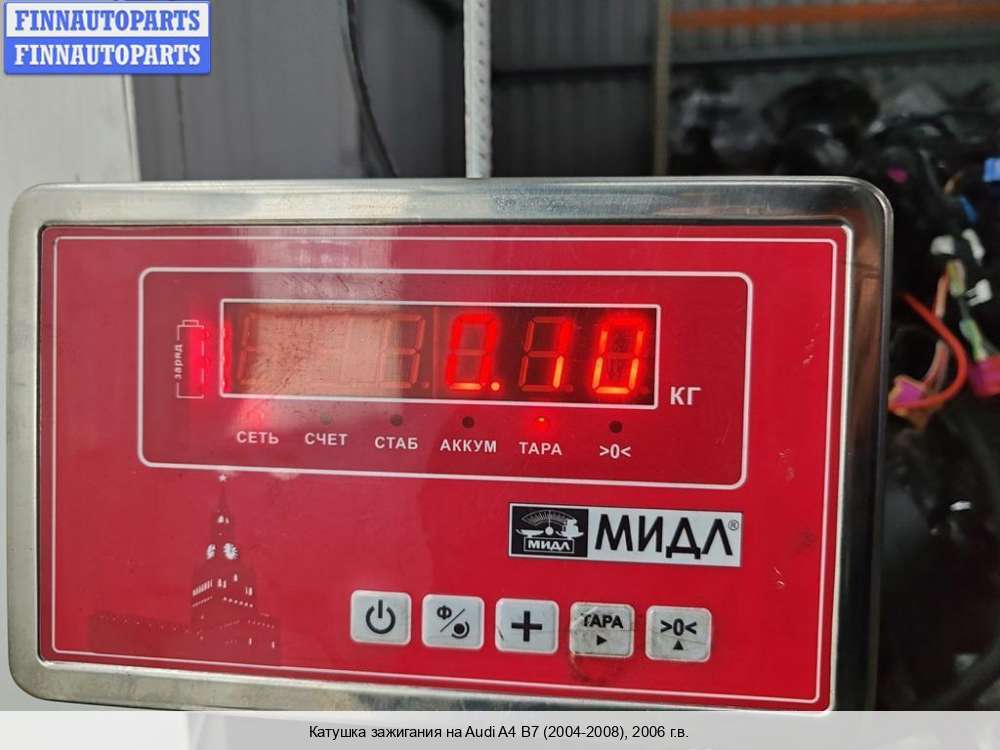 FINNAUTOPARTS
FINNAUTOPARTS
заряд
0.10
КГ
СЕТЬ СЧЕТ СТАБ АККУМ ТАРА >0<
МИДЛ МИДЛ®
Ф
+ ТАРА >0<
Катушка зажигания на Audi A4 B7 (2004-2008), 2006 г.в.